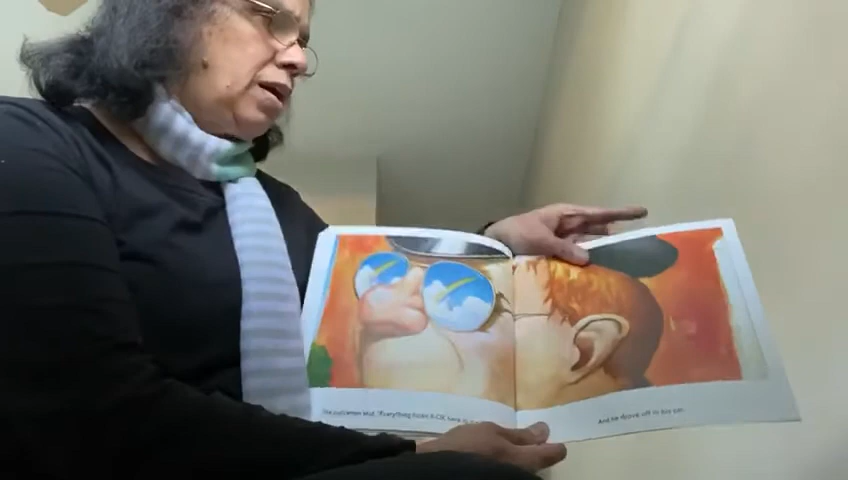 The policeman said, "Everything looks A-OK here
And he drove off in his car.